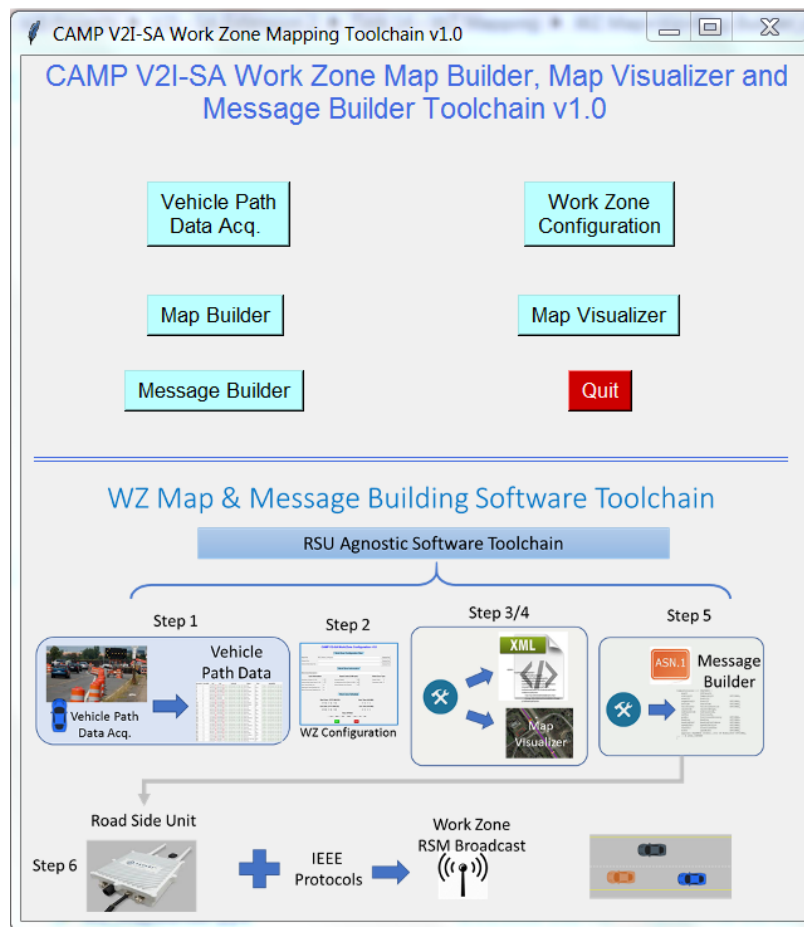 CAMP V2I-SA Work Zone Mapping Toolchain v1.0
CAMP V2I-SA Work Zone Map Builder, Map Visualizer and
Message Builder Toolchain v1.0
Vehicle Path
Data Acq.
Work Zone
Configuration
Map Builder
Map Visualizer
Message Builder
Quit
WZ Map & Message Building Software Toolchain
RSU Agnostic Software Toolchain
Step 1
Step 2
Step 3/4
Step 5
Vehicle
Path Data
Vehicle Path
Data Acq.
WZ Configuration
XML
</>
Map
Visualizer
ASN.1
Message
Builder
Road Side Unit
Step 6
IEEE
Protocols
Work Zone
RSM Broadcast